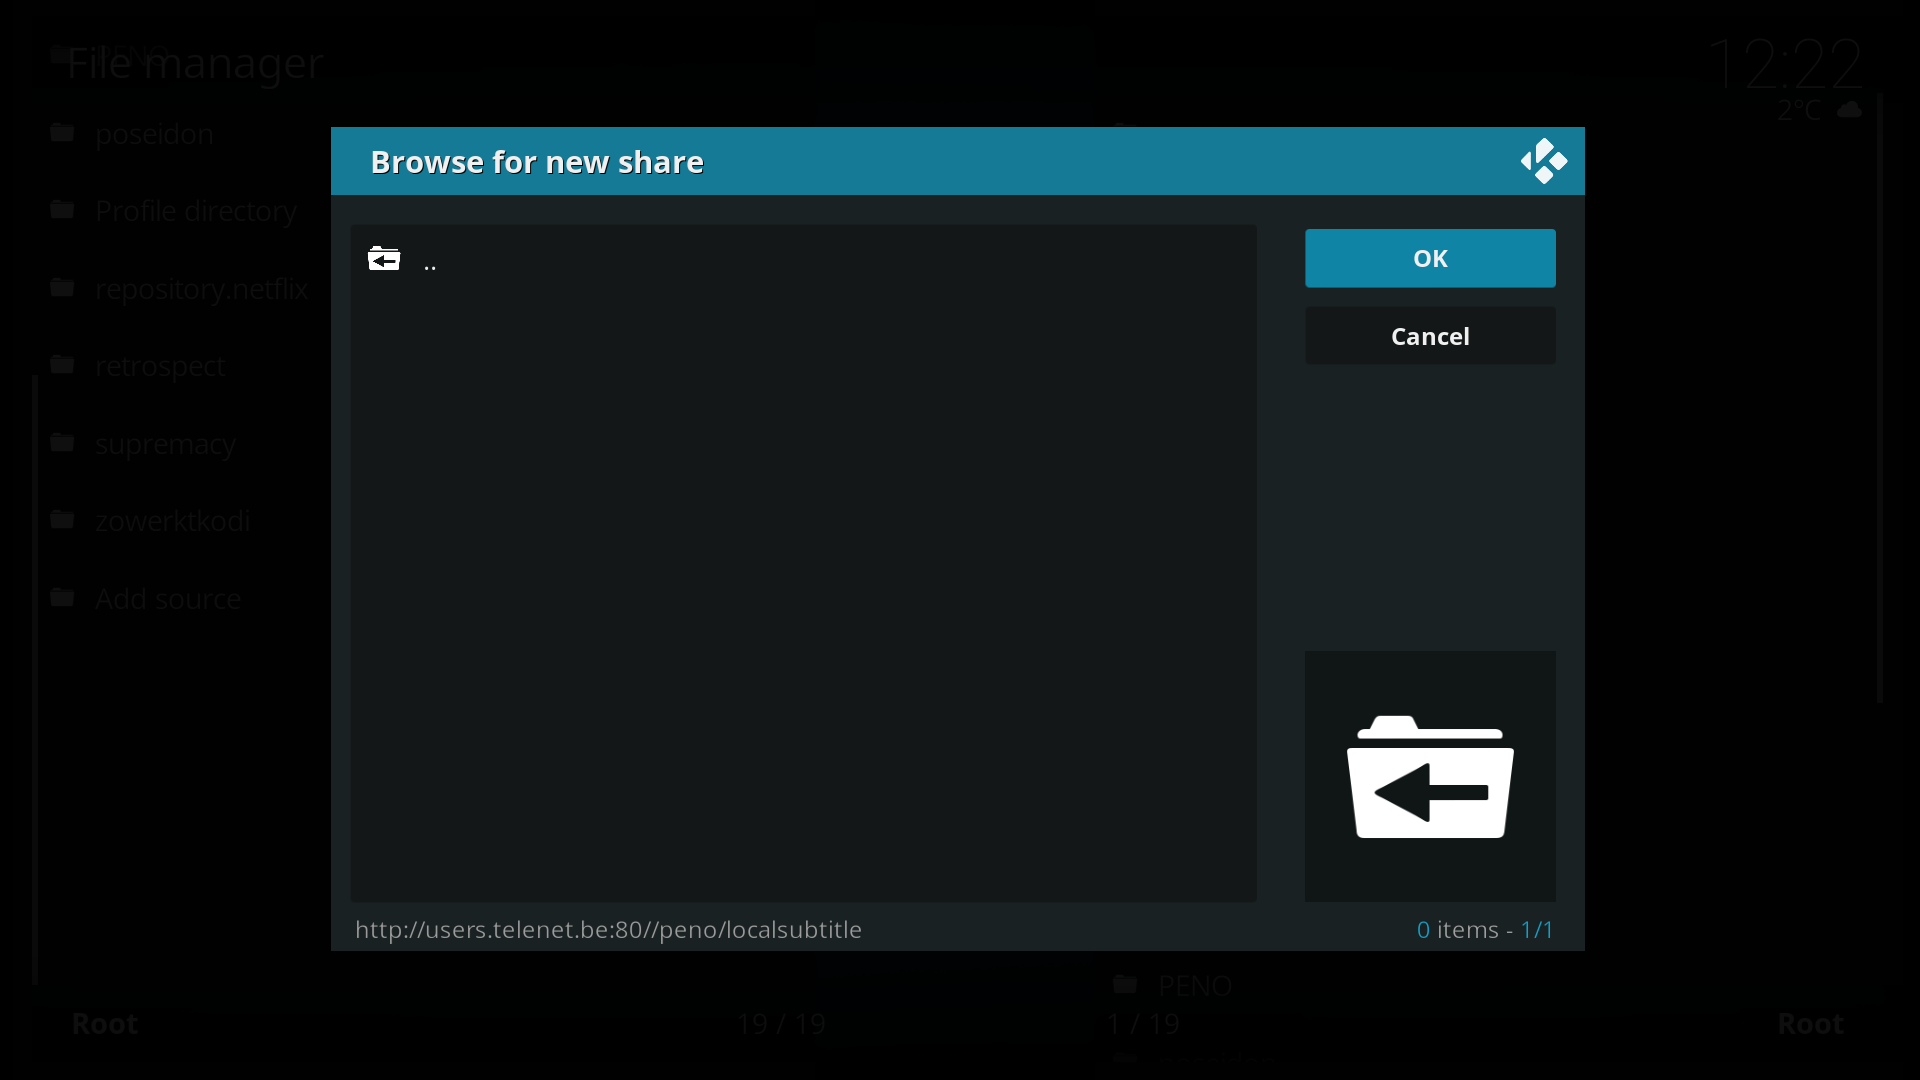 File manager
PENO
12:22
2°C
poseidon
Profile directory
repository.netflix
retrospect
supremacy
zowerktkodi
Add source
Browse for new share
..
OK
Cancel
http://users.telenet.be:80//peno/localsubtitle
0 items - 1/1
PENO
Root
19 / 19
1 / 19
Root
poseidon